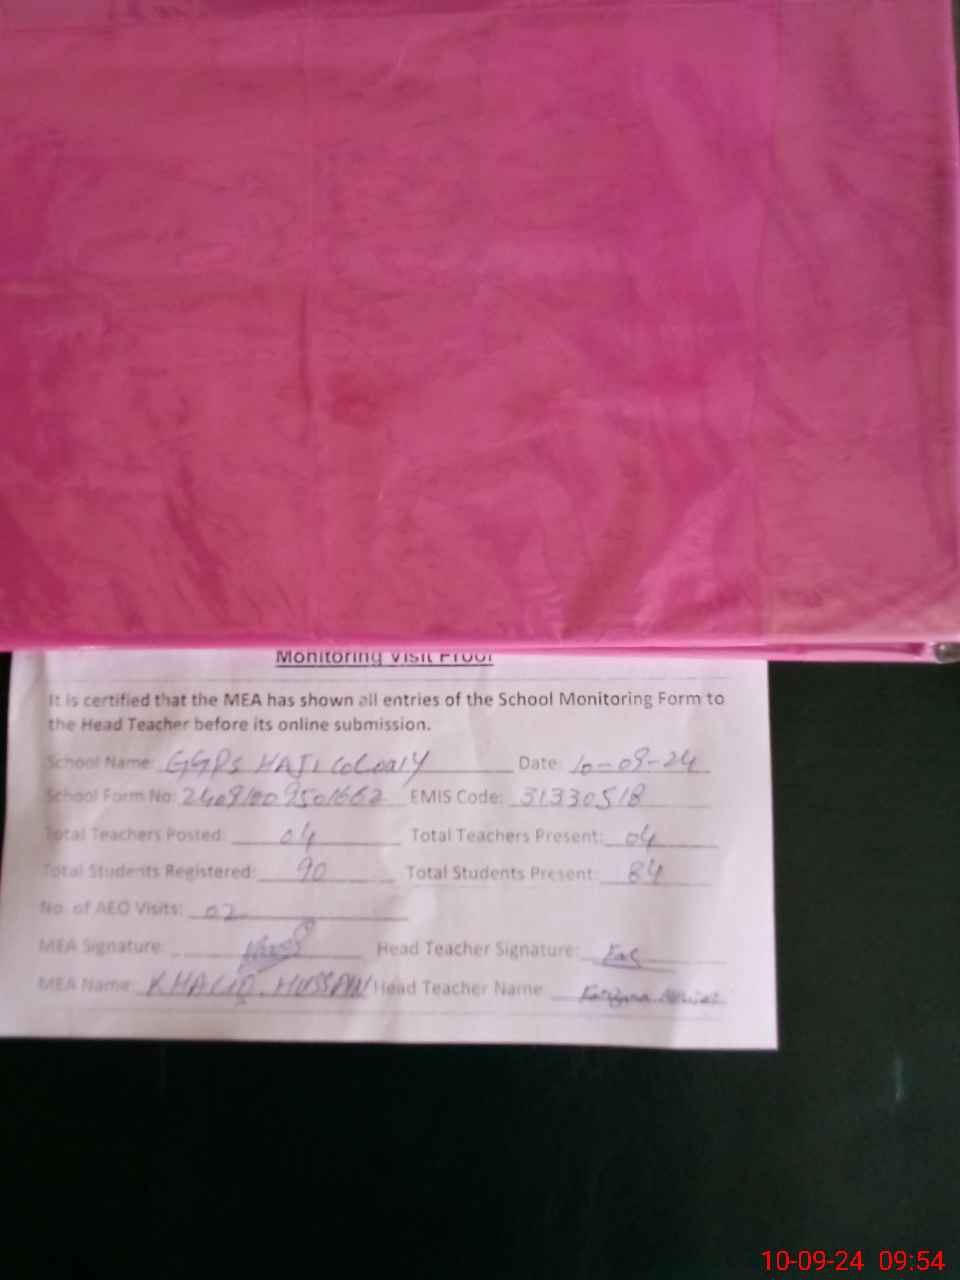 Monitoring Visit Proof
It is certified that the MEA has shown all entries of the School Monitoring Form to
the Head Teacher before its online submission.
School Name: GGPS HAJI COLOALY Date: 10-09-24
School Form No: 24091009501662 EMIS Code: 31330518
Total Teachers Posted: 04 Total Teachers Present: 04
Total Students Registered: 90 Total Students Present: 84
No. of AEO Visits: 02
MEA Signature: Head Teacher Signature:
MEA Name: KHALID HUSSAIN Head Teacher Name
10-09-24 09:54